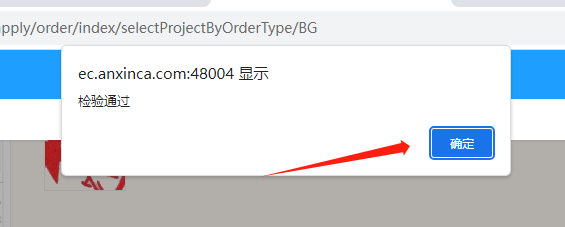 apply/order/index/selectProjectByOrderType/BG
ec.anxinca.com:48004 显示
检验通过
确定